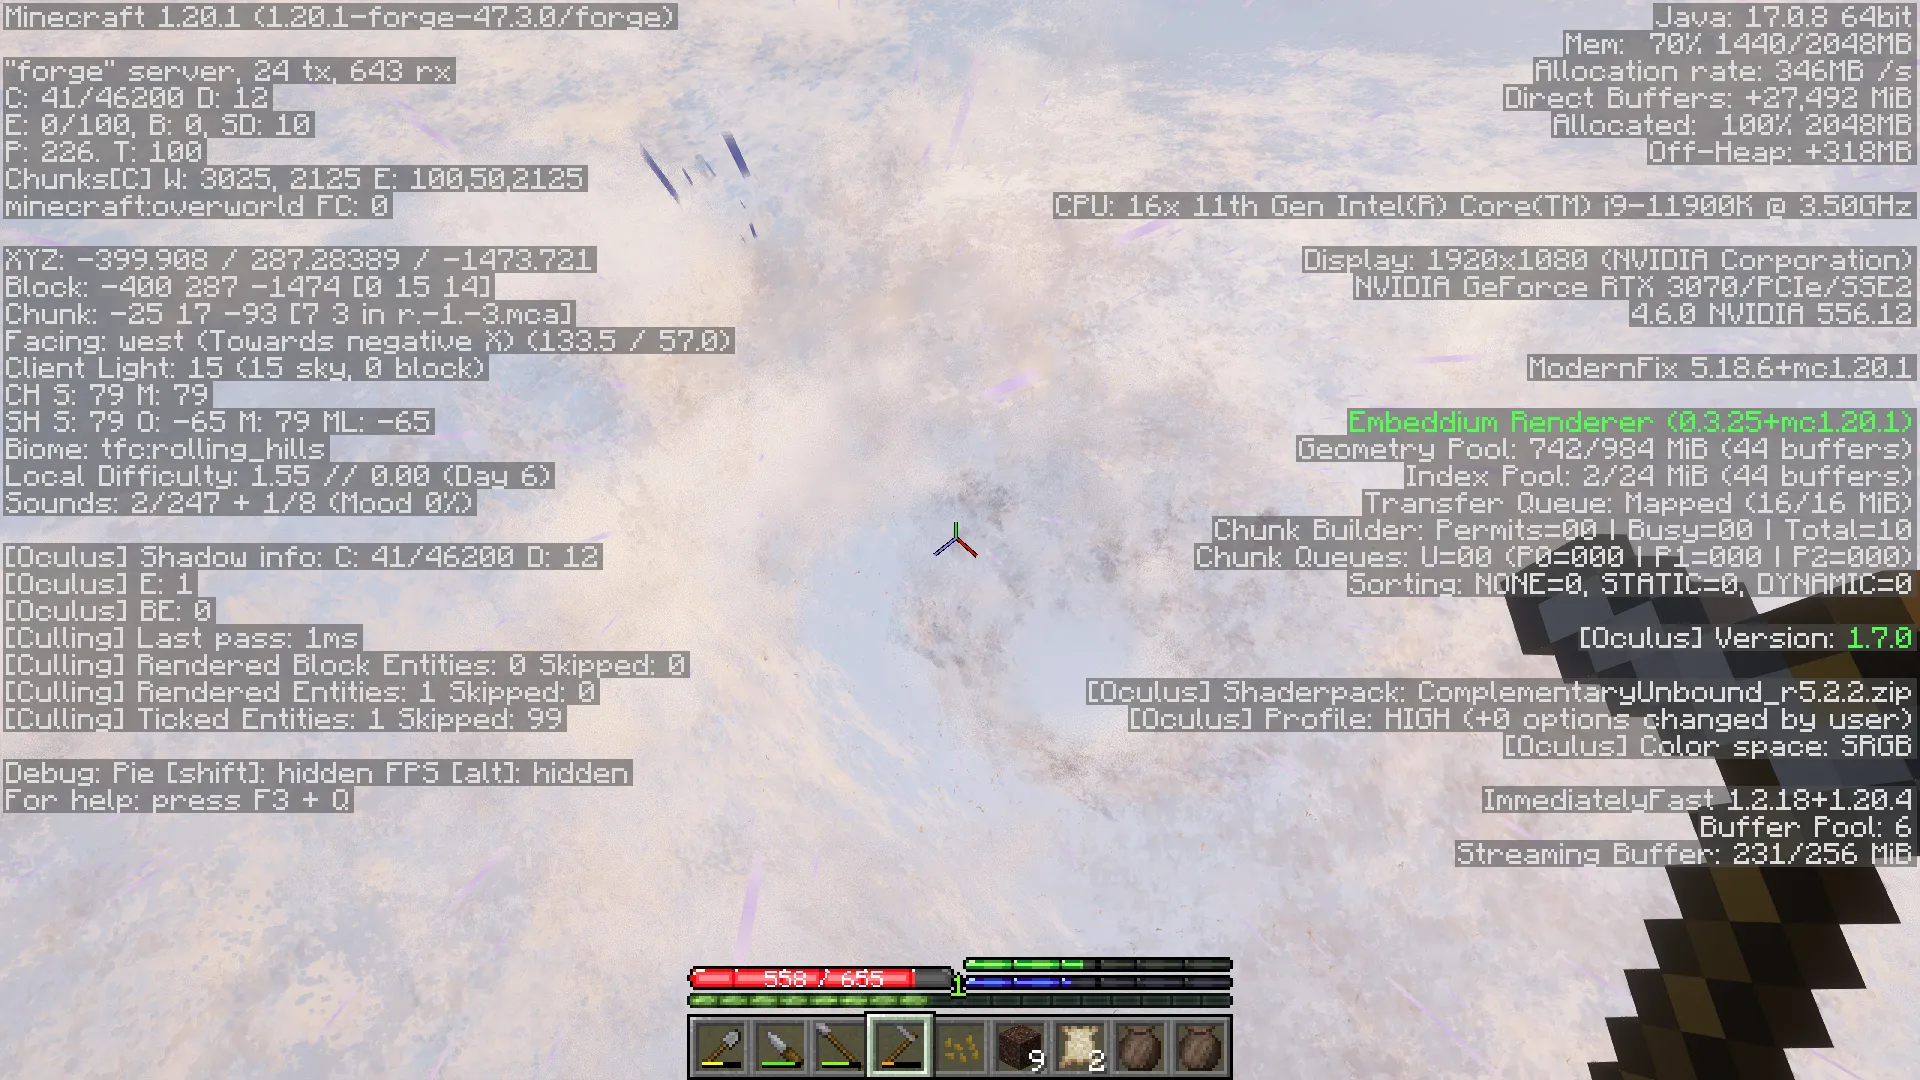 Minecraft 1.20.1 (1.20.1-forge-47.3.0/forge)
"forge" server, 24 tx, 643 rx
C: 41/46200 D: 12
E: 0/100, B: 0, SD: 10
P: 226. T: 100
Chunks[C] W: 3025, 2125 E: 100,50,2125
minecraft:overworld FC: 0
XYZ: -399.908 / 287.28389 / -1473.721
Block: -400 287 -1474 [0 15 14]
Chunk: -25 17 -93 [7 3 in r.-1.-3.mca]
Facing: west (Towards negative X) (133.5 / 57.0)
Client Light: 15 (15 sky, 0 block)
CH S: 79 M: 79
SH S: 79 O: -65 M: 79 ML: -65
Biome: tfc:rolling_hills
Local Difficulty: 1.55 // 0.00 (Day 6)
Sounds: 2/247 + 1/8 (Mood 0%)
[Oculus] Shadow info: C: 41/46200 D: 12
[Oculus] E: 1
[Oculus] BE: 0
[Culling] Last pass: 1ms
[Culling] Rendered Block Entities: 0 Skipped: 0
[Culling] Rendered Entities: 1 Skipped: 0
[Culling] Ticked Entities: 1 Skipped: 99
Debug: Pie [shift]: hidden FPS [alt]: hidden
For help: press F3 + Q
Java: 17.0.8 64bit
Mem: 70% 1440/2048MB
Allocation rate: 346MB /s
Direct Buffers: +27,492 MiB
Allocated: 100% 2048MB
Off-Heap: +318MB
CPU: 16x 11th Gen Intel(R) Core(TM) i9-11900K @ 3.50GHz
Display: 1920x1080 (NVIDIA Corporation)
NVIDIA GeForce RTX 3070/PCIe/SSE2
4.6.0 NVIDIA 556.12
ModernFix 5.18.6+mc1.20.1
Embeddium Renderer (0.3.25+mc1.20.1)
Geometry Pool: 742/984 MiB (44 buffers)
Index Pool: 2/24 MiB (44 buffers)
Transfer Queue: Mapped (16/16 MiB)
Chunk Builder: Permits=00 | Busy=00 | Total=10
Chunk Queues: U=00 (P0=000 | P1=000 | P2=000)
Sorting: NONE=0, STATIC=0, DYNAMIC=0
[Oculus] Version: 1.7.0
[Oculus] Shaderpack: ComplementaryUnbound_r5.2.2.zip
[Oculus] Profile: HIGH (+0 options changed by user)
[Oculus] Color space: SRGB
ImmediatelyFast 1.2.18+1.20.4
Buffer Pool: 6
Streaming Buffer: 231/256 MiB
558 / 655
1
9
2